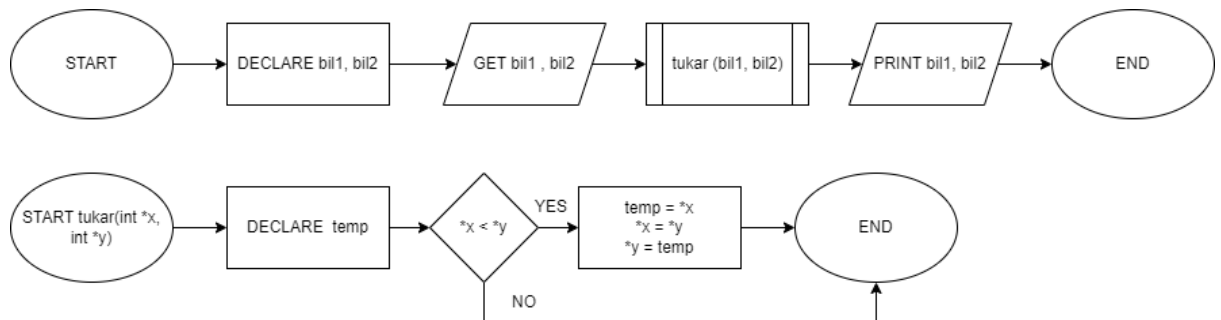 START
DECLARE bil1, bil2
GET bil1 , bil2
tukar (bil1, bil2)
PRINT bil1, bil2
END
START tukar(int *x,
int *y)
DECLARE temp
*x < *y
YES
NO
temp = *x
*x = *y
*y = temp
END